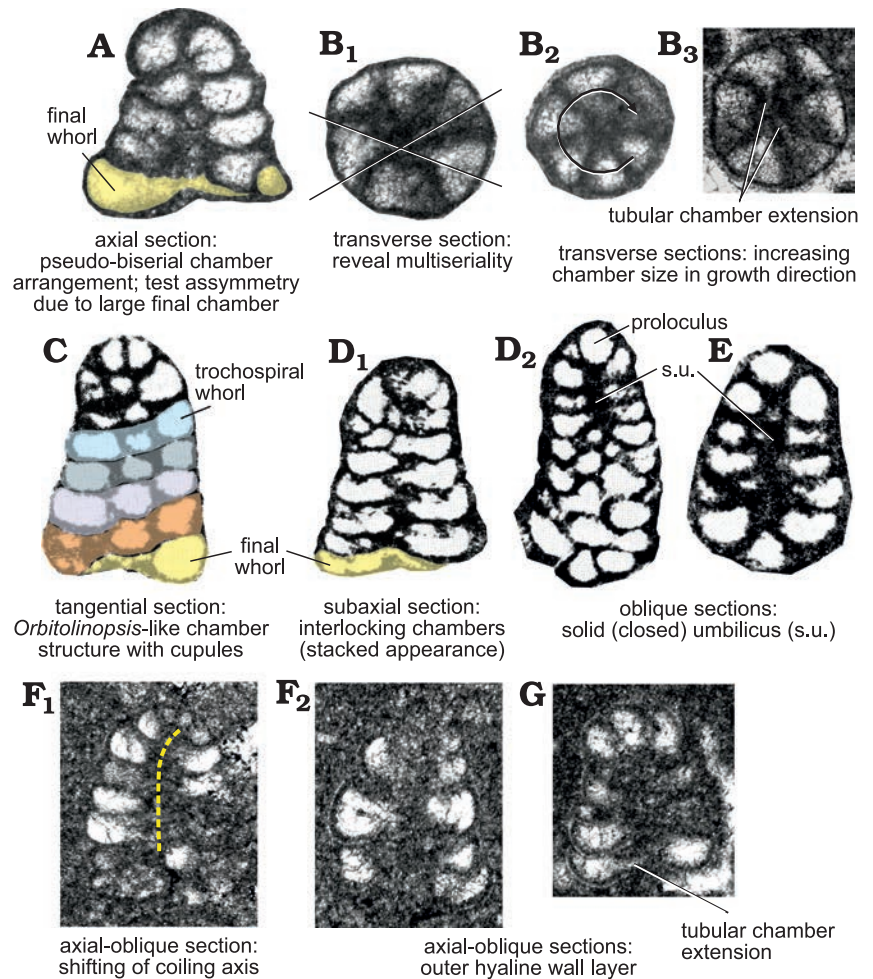 A
B1
B2
B3
final
whorl
tubular chamber extension
axial section:
pseudo-biserial chamber
arrangement; test assymmetry
due to large final chamber
transverse section:
reveal multiseriality
transverse sections: increasing
chamber size in growth direction
C
D1
D2
E
proloculus
s.u.
trochospiral
whorl
final
whorl
tangential section:
Orbitolinopsis-like chamber
structure with cupules
subaxial section:
interlocking chambers
(stacked appearance)
oblique sections:
solid (closed) umbilicus (s.u.)
F1
F2
G
axial-oblique section:
shifting of coiling axis
axial-oblique sections:
outer hyaline wall layer
tubular chamber
extension